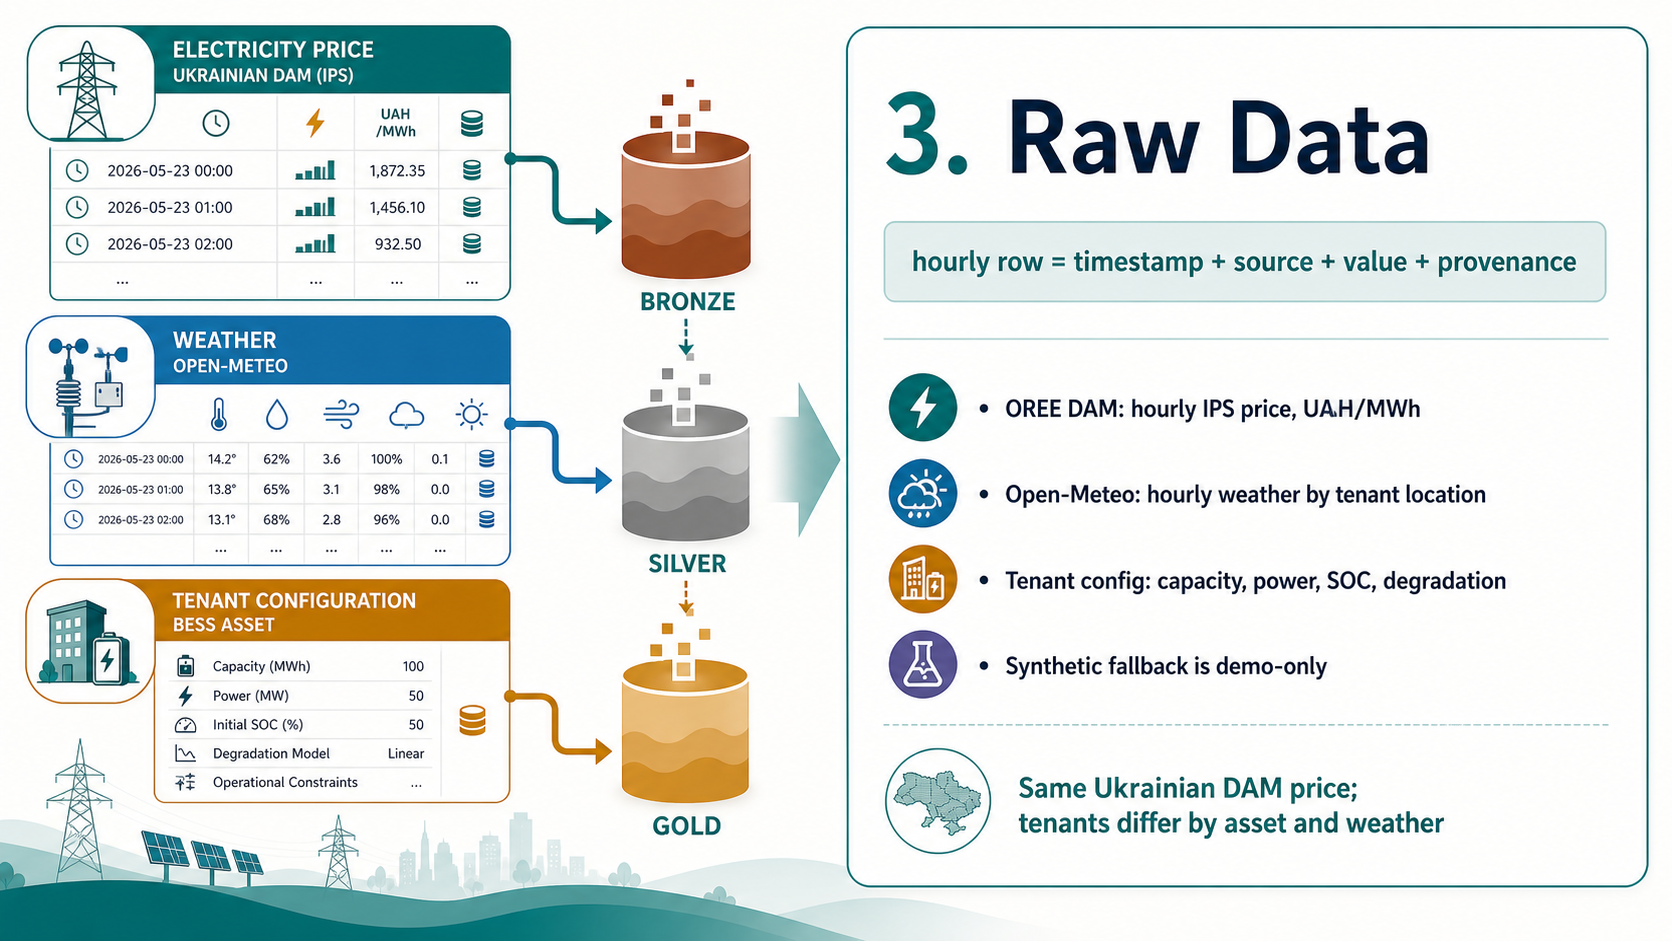 ELECTRICITY PRICE
UKRAINIAN DAM (IPS)
UAH
/MWh
2026-05-23 00:00 1,872.35
2026-05-23 01:00 1,456.10
2026-05-23 02:00 932.50
... ... ... ...
WEATHER
OPEN-METEO
2026-05-23 00:00 14.2° 62% 3.6 100% 0.1
2026-05-23 01:00 13.8° 65% 3.1 98% 0.0
2026-05-23 02:00 13.1° 68% 2.8 96% 0.0
... ... ... ... ...
TENANT CONFIGURATION
BESS ASSET
Capacity (MWh) 100
Power (MW) 50
Initial SOC (%) 50
Degradation Model Linear
Operational Constraints ...
BRONZE
SILVER
GOLD
3. Raw Data
hourly row = timestamp + source + value + provenance
• OREE DAM: hourly IPS price, UAH/MWh
• Open-Meteo: hourly weather by tenant location
• Tenant config: capacity, power, SOC, degradation
• Synthetic fallback is demo-only
Same Ukrainian DAM price;
tenants differ by asset and weather